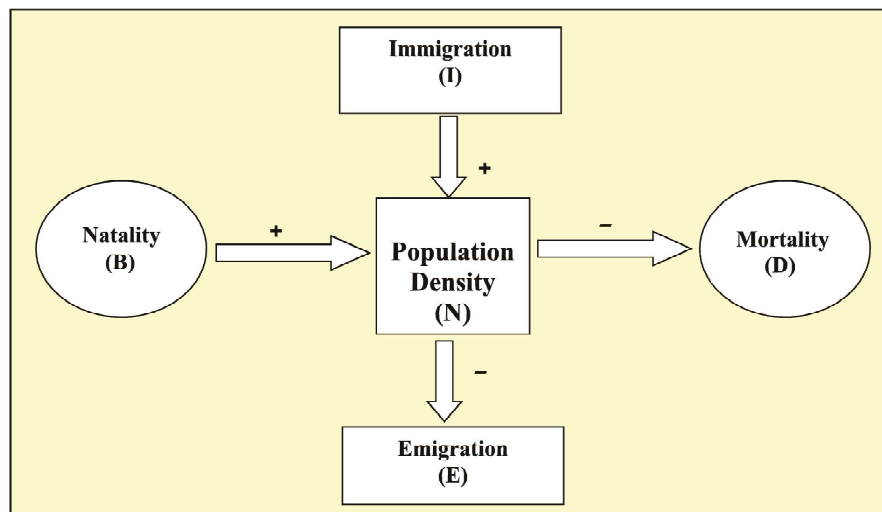 Immigration
(I)
+
Natality
(B)
+
Population
Density
(N)
–
Mortality
(D)
–
Emigration
(E)